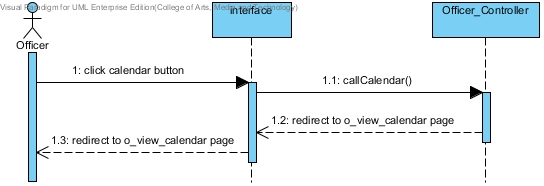 Visual Paradigm for UML Enterprise Edition(College of Arts, Media and Technology)
interface
Officer_Controller
Officer
1: click calendar button
1.1: callCalendar()
1.2: redirect to o_view_calendar page
1.3: redirect to o_view_calendar page